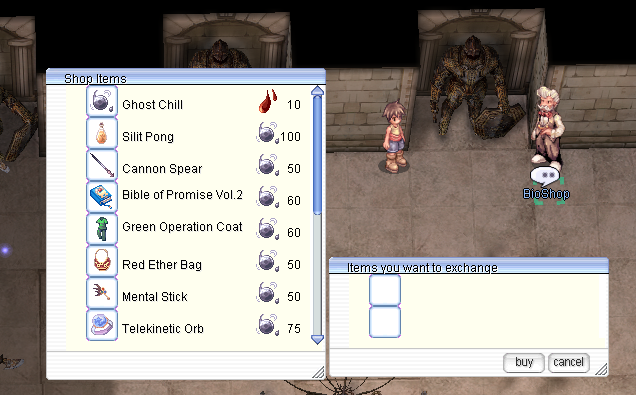 Shop Items
Ghost Chill 10
Silit Pong 100
Cannon Spear 50
Bible of Promise Vol.2 60
Green Operation Coat 60
Red Ether Bag 50
Mental Stick 50
Telekinetic Orb 75
BioShop
Items you want to exchange
buy cancel